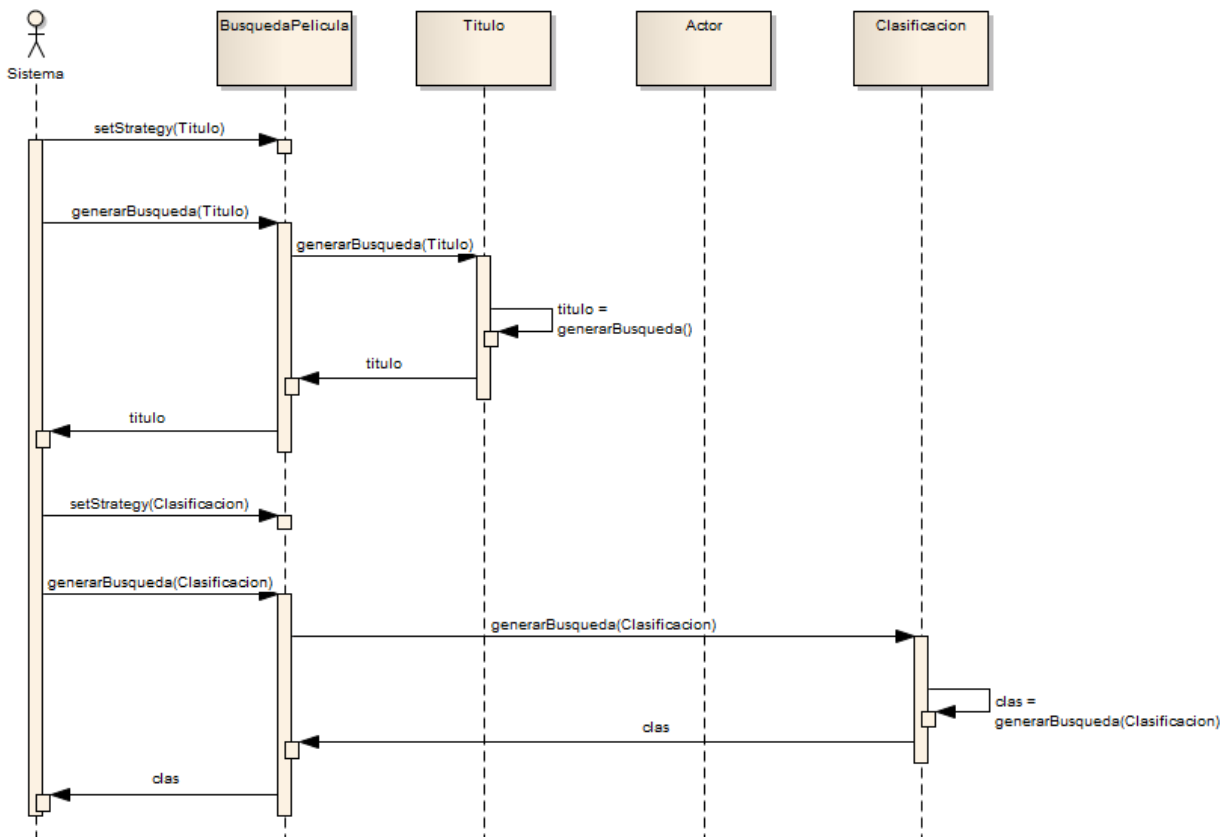 BusquedaPelicula
Titulo
Actor
Clasificacion
Sistema
setStrategy(Titulo)
generarBusqueda(Titulo)
generarBusqueda(Titulo)
titulo =
generarBusqueda()
titulo
titulo
setStrategy(Clasificacion)
generarBusqueda(Clasificacion)
generarBusqueda(Clasificacion)
clas =
generarBusqueda(Clasificacion)
clas
clas